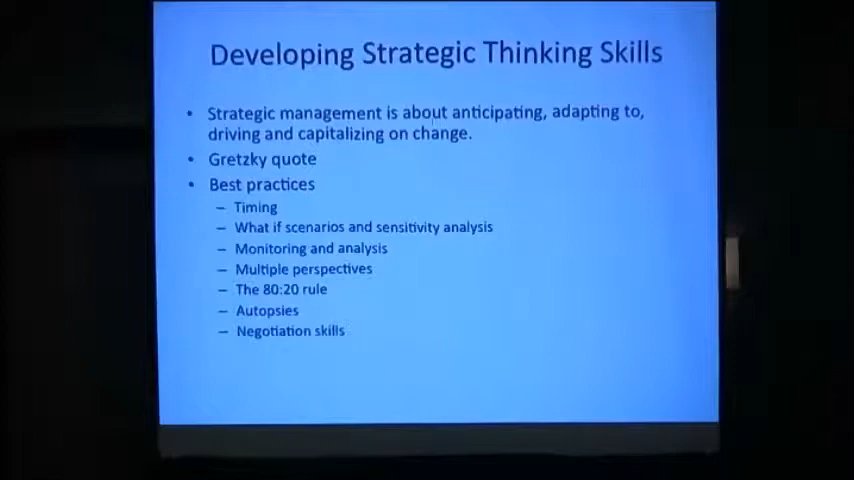 Developing Strategic Thinking Skills
• Strategic management is about anticipating, adapting to,
driving and capitalizing on change.
• Gretzky quote
• Best practices
– Timing
– What if scenarios and sensitivity analysis
– Monitoring and analysis
– Multiple perspectives
– The 80:20 rule
– Autopsies
– Negotiation skills